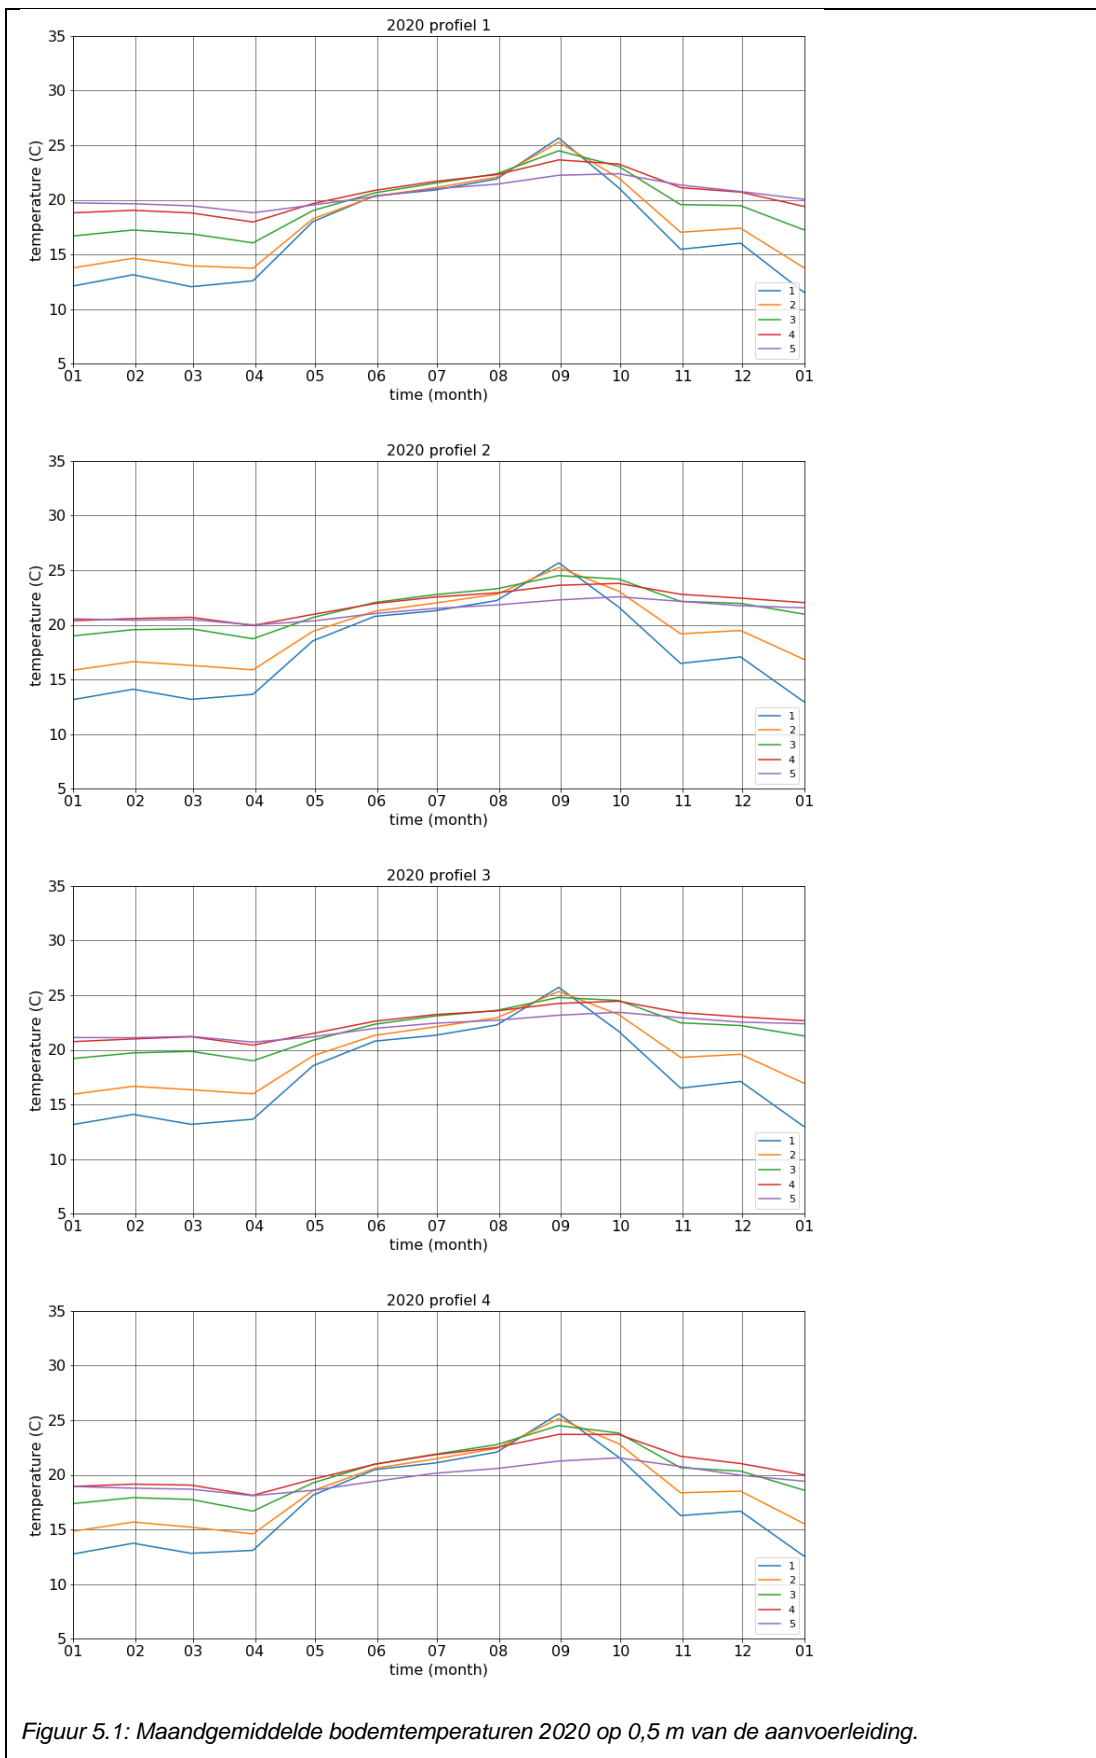 2020 profiel 1
35
30
25
20
15
10
5
temperature (C)
01 02 03 04 05 06 07 08 09 10 11 12 01
time (month)
1
2
3
4
5
2020 profiel 2
35
30
25
20
15
10
5
temperature (C)
01 02 03 04 05 06 07 08 09 10 11 12 01
time (month)
1
2
3
4
5
2020 profiel 3
35
30
25
20
15
10
5
temperature (C)
01 02 03 04 05 06 07 08 09 10 11 12 01
time (month)
1
2
3
4
5
2020 profiel 4
35
30
25
20
15
10
5
temperature (C)
01 02 03 04 05 06 07 08 09 10 11 12 01
time (month)
1
2
3
4
5
Figuur 5.1: Maandgemiddelde bodemtemperaturen 2020 op 0,5 m van de aanvoerleiding.